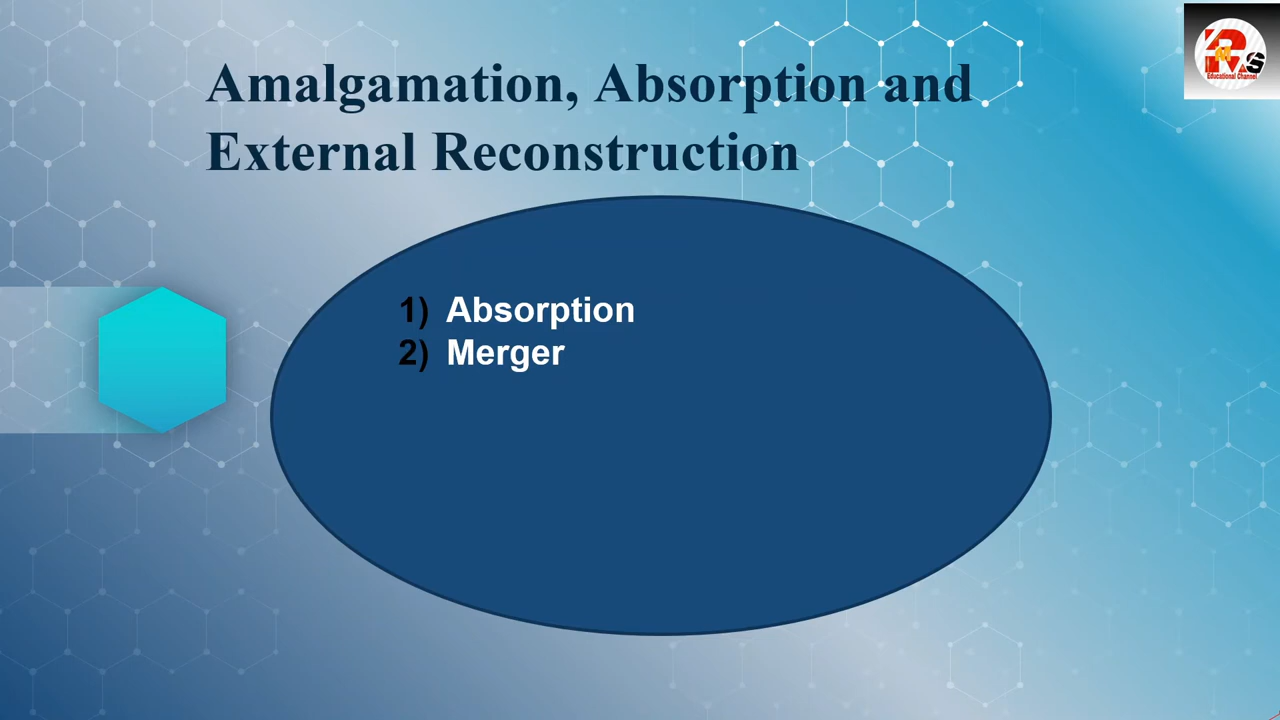 Amalgamation, Absorption and
External Reconstruction
1) Absorption
2) Merger
Educational Channel